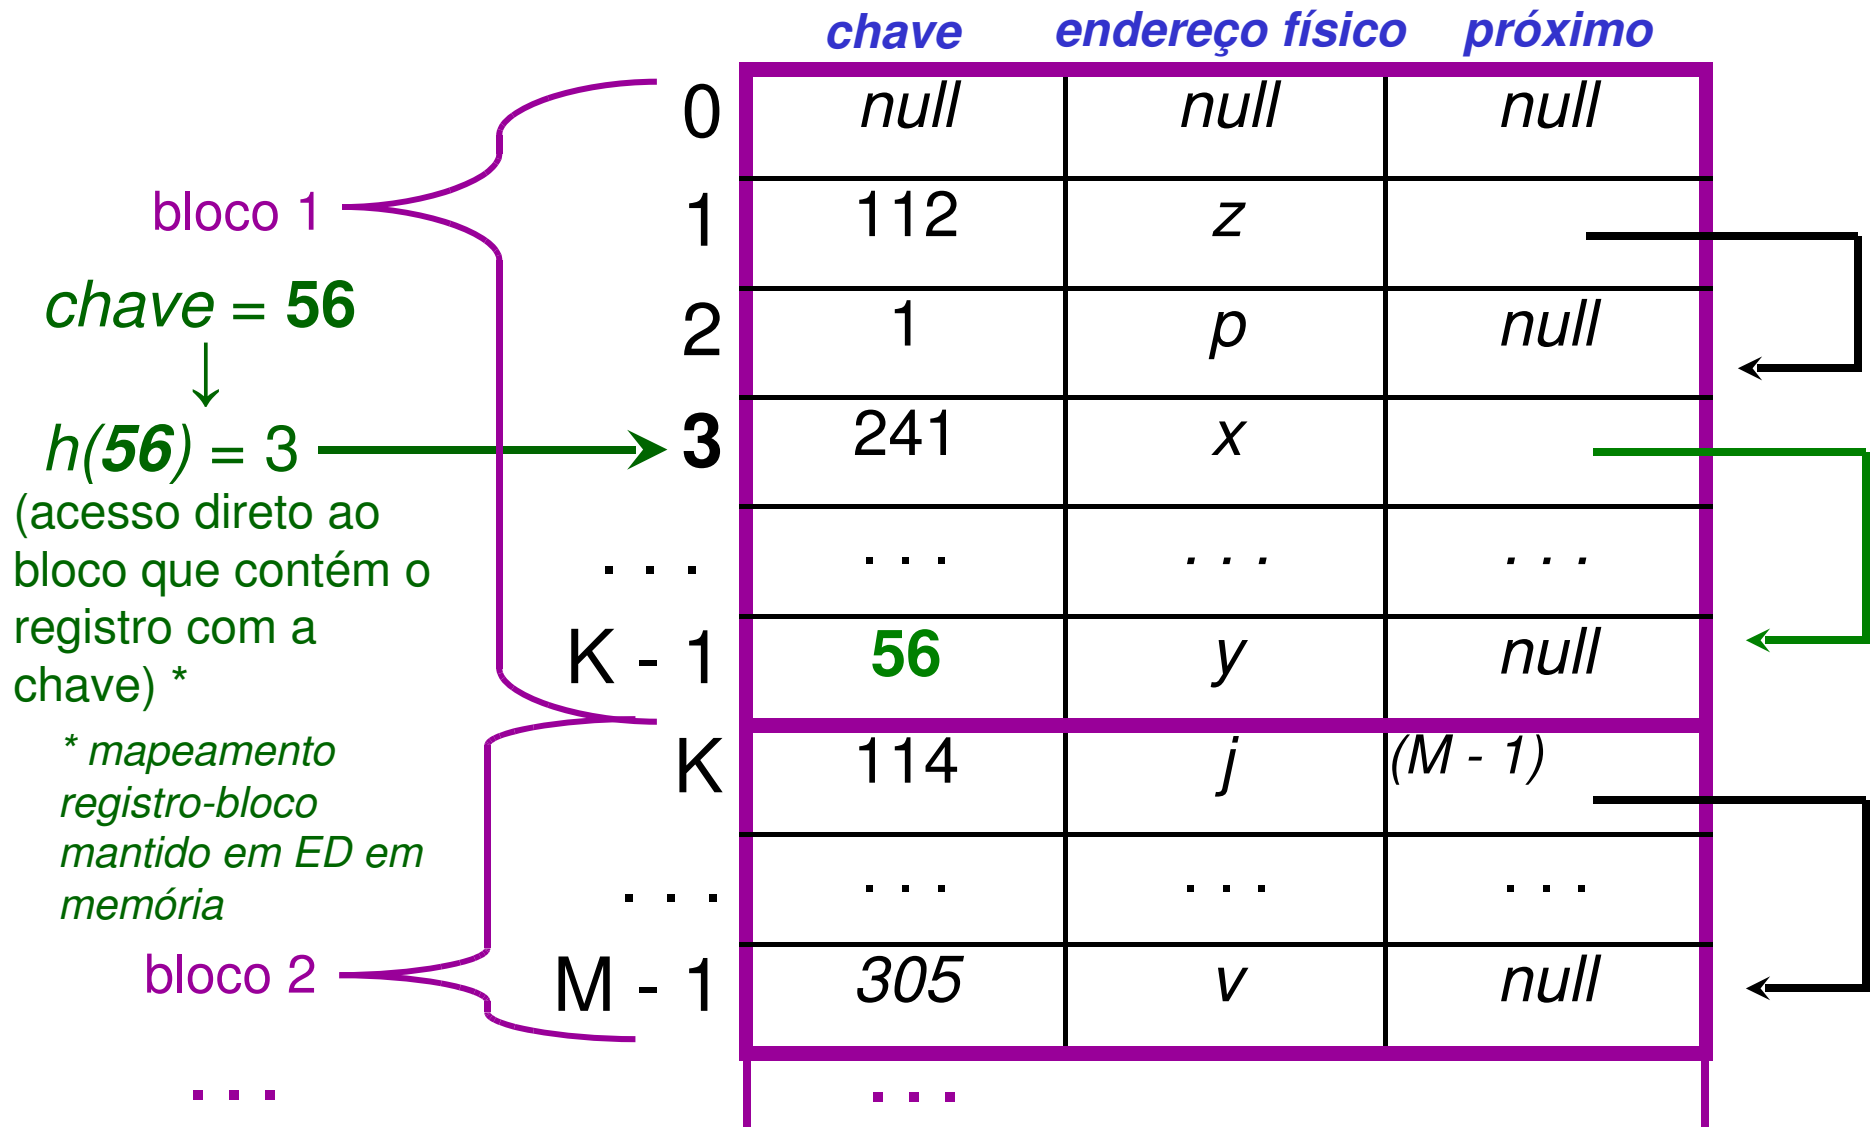 chave endereço físico próximo
0 null null null
bloco 1
1 112 z
chave = 56
2 1 p null
↓
h(56) = 3
3 241 x
(acesso direto ao
bloco que contém o
registro com a
chave) *
. . . . . . . . . . . .
K - 1 56 y null
* mapeamento
registro-bloco
mantido em ED em
memória
K 114 j (M - 1)
. . . . . . . . . . . .
bloco 2
M - 1 305 v null
. . . . . .